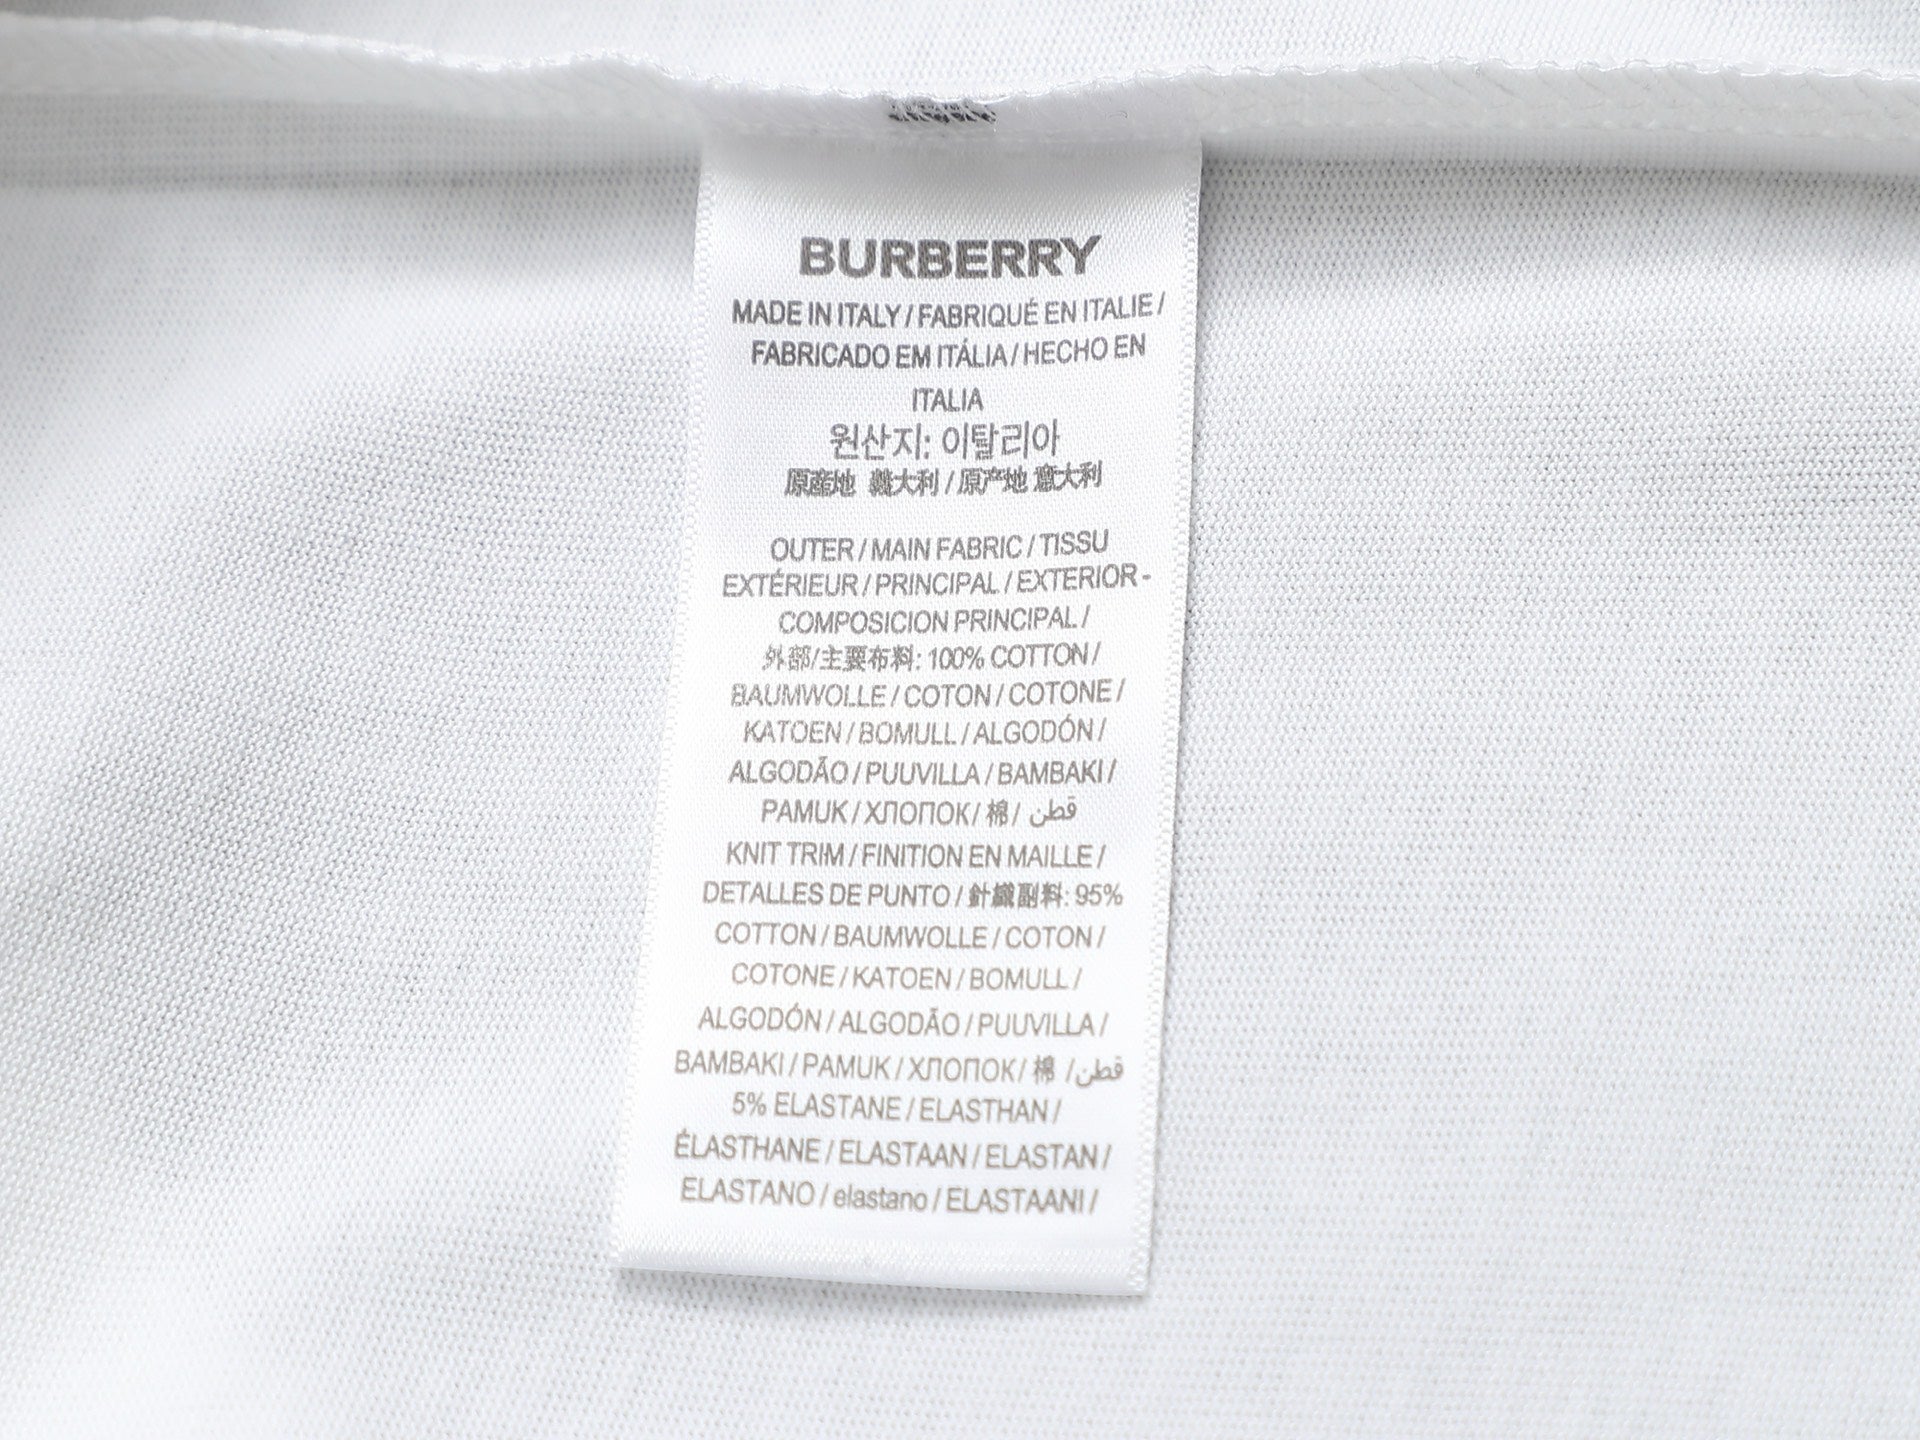 BURBERRY
MADE IN ITALY / FABRIQUÉ EN ITALIE /
FABRICADO EM ITÁLIA / HECHO EN
ITALIA
원산지: 이탈리아
原産地 義大利 / 原产地 意大利
OUTER / MAIN FABRIC / TISSU
EXTÉRIEUR / PRINCIPAL / EXTERIOR -
COMPOSICION PRINCIPAL /
外部/主要布料: 100% COTTON /
BAUMWOLLE / COTON / COTONE /
KATOEN / BOMULL / ALGODÓN /
ALGODÃO / PUUVILLA / BAMBAKI /
PAMUK / ХЛОПОК / 棉 / قطن
KNIT TRIM / FINITION EN MAILLE /
DETALLES DE PUNTO / 針織副料: 95%
COTTON / BAUMWOLLE / COTON /
COTONE / KATOEN / BOMULL /
ALGODÓN / ALGODÃO / PUUVILLA /
BAMBAKI / PAMUK / ХЛОПОК / 棉 / قطن
5% ELASTANE / ELASTHAN /
ÉLASTHANE / ELASTAAN / ELASTAN /
ELASTANO / elastano / ELASTAANI /